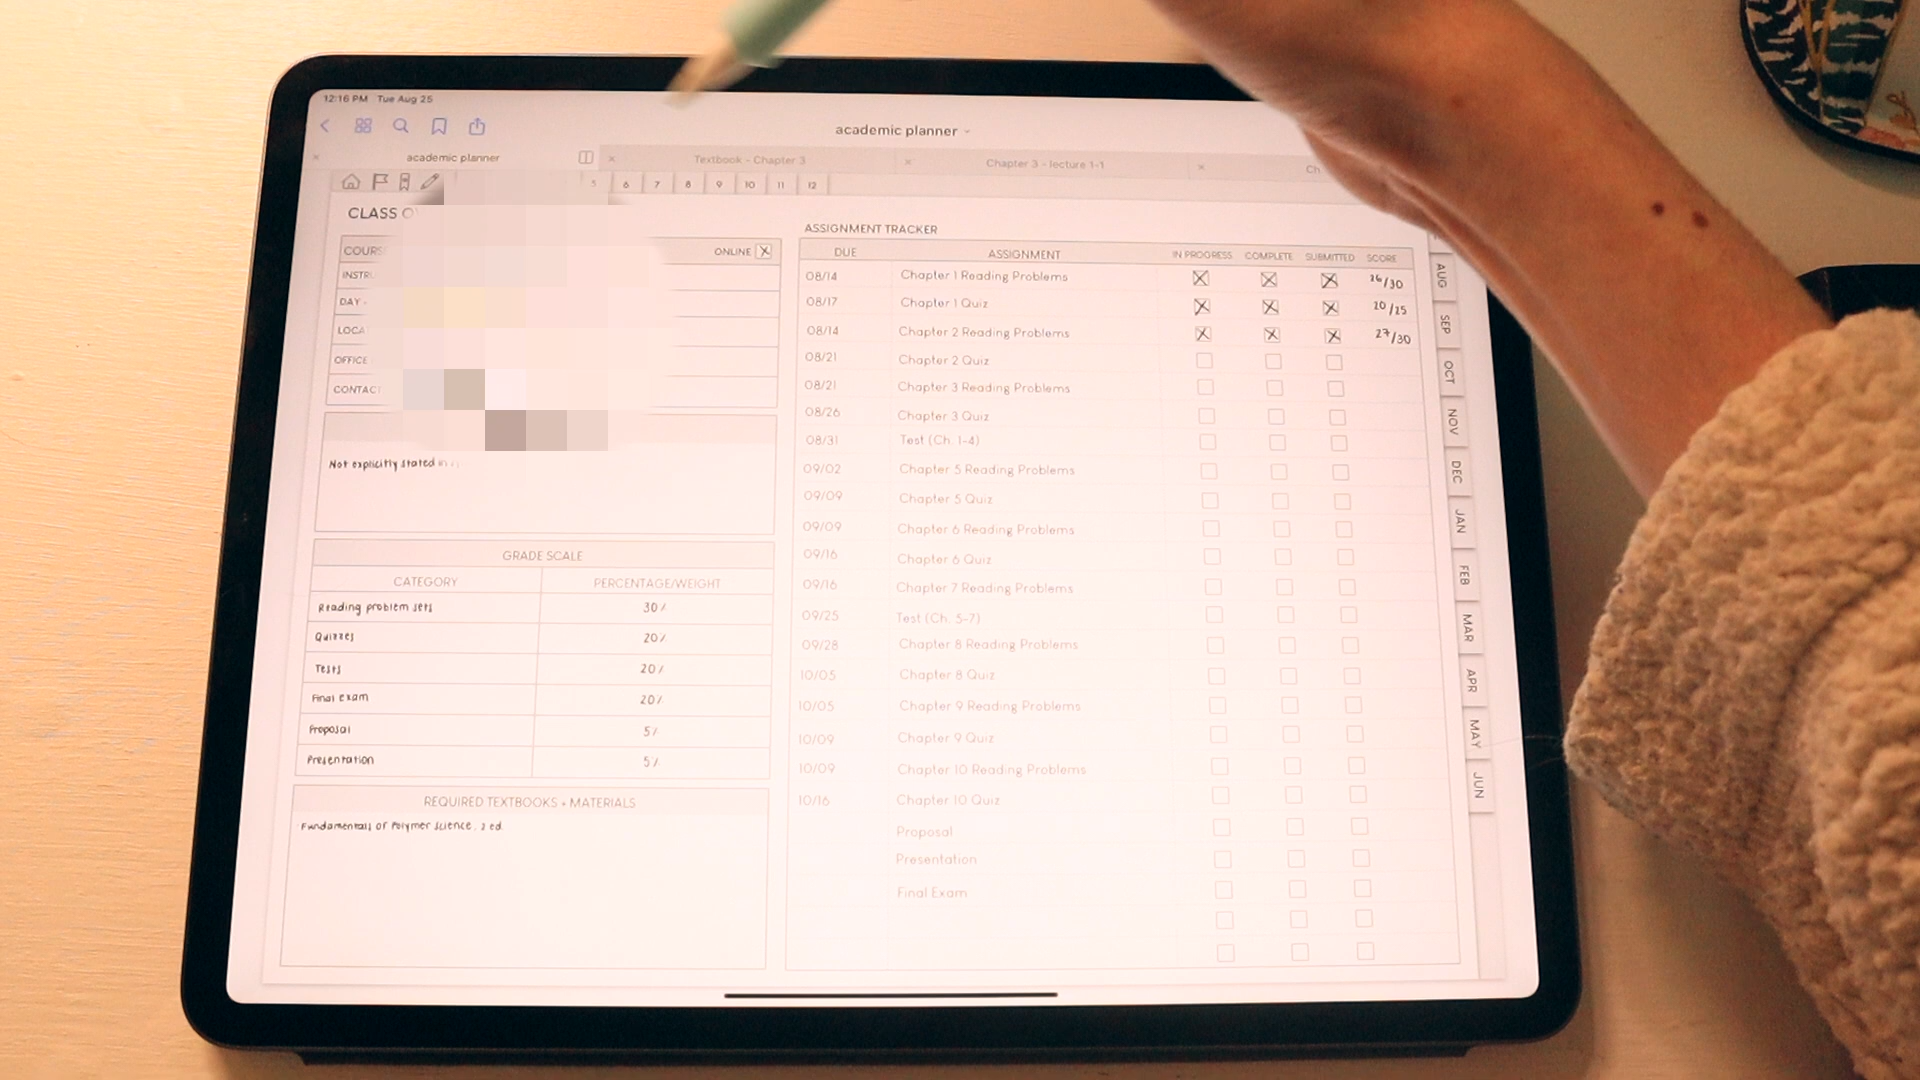 12:16 PM Tue Aug 25
academic planner
academic planner
Textbook - Chapter 3
Chapter 3 - lecture 1-1
Ch
5 6 7 8 9 10 11 12
CLASS
ONLINE
INSTR
DAY -
LOCA
OFFICE
CONTACT
Not explicitly stated in
GRADE SCALE
CATEGORY PERCENTAGE/WEIGHT
Reading problem sets 30%
Quizzes 20%
Tests 20%
Final exam 20%
Proposal 5%
Presentation 5%
REQUIRED TEXTBOOKS + MATERIALS
Fundamentals of Polymer Science, 2 ed.
ASSIGNMENT TRACKER
DUE ASSIGNMENT IN PROGRESS COMPLETE SUBMITTED SCORE
08/14 Chapter 1 Reading Problems 26/30
08/17 Chapter 1 Quiz 20/25
08/14 Chapter 2 Reading Problems 27/30
08/21 Chapter 2 Quiz
08/21 Chapter 3 Reading Problems
08/26 Chapter 3 Quiz
08/31 Test (Ch. 1-4)
09/02 Chapter 5 Reading Problems
09/09 Chapter 5 Quiz
09/09 Chapter 6 Reading Problems
09/16 Chapter 6 Quiz
09/16 Chapter 7 Reading Problems
09/25 Test (Ch. 5-7)
09/28 Chapter 8 Reading Problems
10/05 Chapter 8 Quiz
10/05 Chapter 9 Reading Problems
10/09 Chapter 9 Quiz
10/09 Chapter 10 Reading Problems
10/16 Chapter 10 Quiz
Proposal
Presentation
Final Exam
AUG
SEP
OCT
NOV
DEC
JAN
FEB
MAR
APR
MAY
JUN